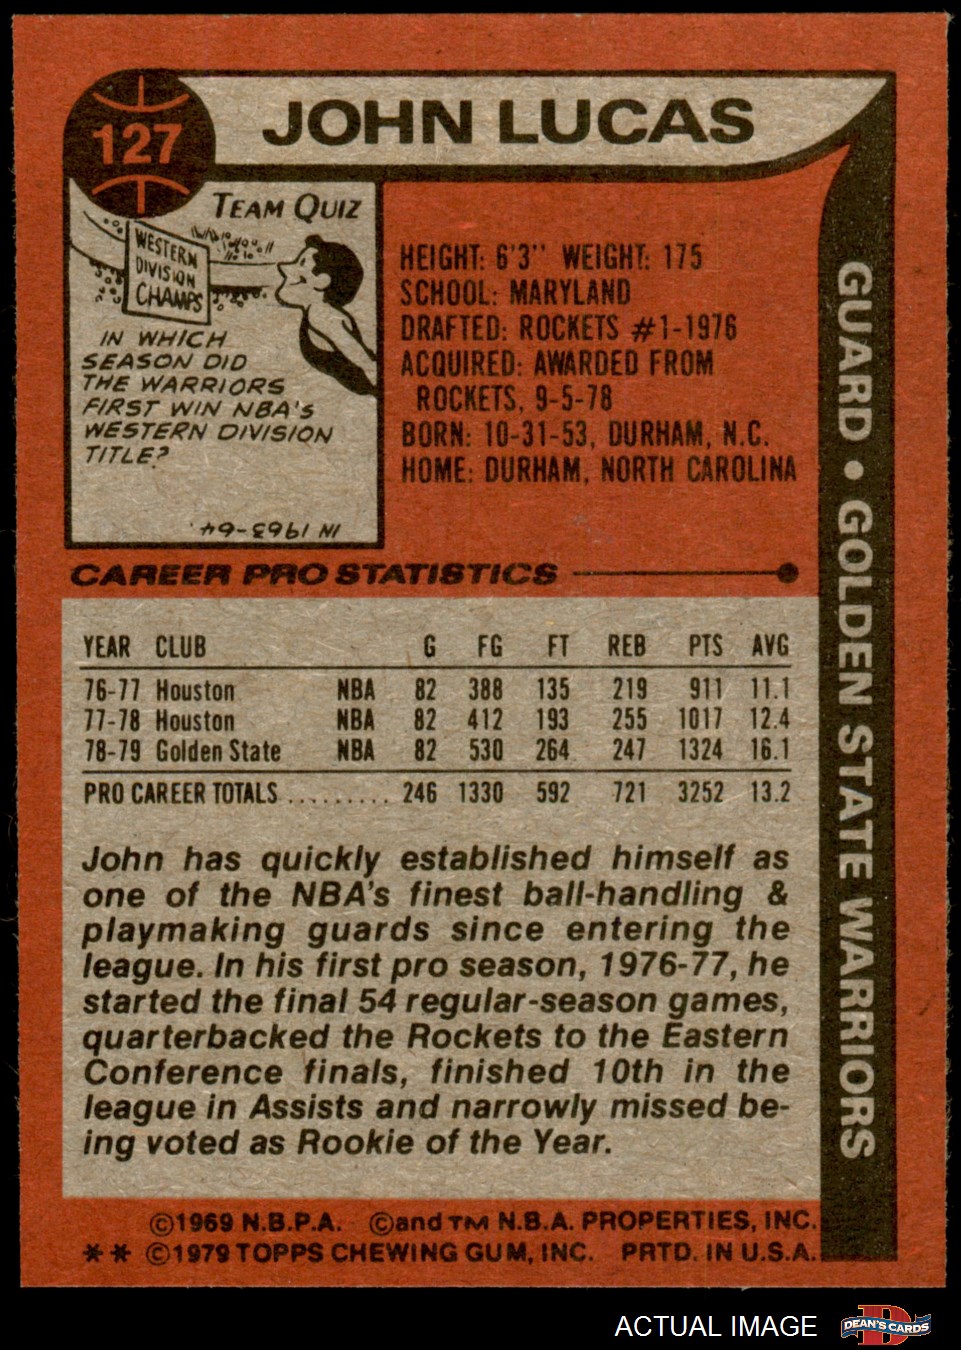 127
JOHN LUCAS
TEAM QUIZ
WESTERN
DIVISION
CHAMPS
IN WHICH
SEASON DID
THE WARRIORS
FIRST WIN NBA'S
WESTERN DIVISION
TITLE?
IN 1963-64.
HEIGHT: 6'3" WEIGHT: 175
SCHOOL: MARYLAND
DRAFTED: ROCKETS #1-1976
ACQUIRED: AWARDED FROM
ROCKETS, 9-5-78
BORN: 10-31-53, DURHAM, N.C.
HOME: DURHAM, NORTH CAROLINA
GUARD • GOLDEN STATE WARRIORS
CAREER PRO STATISTICS
YEAR CLUB G FG FT REB PTS AVG
76-77 Houston NBA 82 388 135 219 911 11.1
77-78 Houston NBA 82 412 193 255 1017 12.4
78-79 Golden State NBA 82 530 264 247 1324 16.1
PRO CAREER TOTALS ......... 246 1330 592 721 3252 13.2
John has quickly established himself as
one of the NBA's finest ball-handling &
playmaking guards since entering the
league. In his first pro season, 1976-77, he
started the final 54 regular-season games,
quarterbacked the Rockets to the Eastern
Conference finals, finished 10th in the
league in Assists and narrowly missed be-
ing voted as Rookie of the Year.
©1969 N.B.P.A. ©and TM N.B.A. PROPERTIES, INC.
** ©1979 TOPPS CHEWING GUM, INC. PRTD. IN U.S.A.
ACTUAL IMAGE
D
DEAN'S CARDS